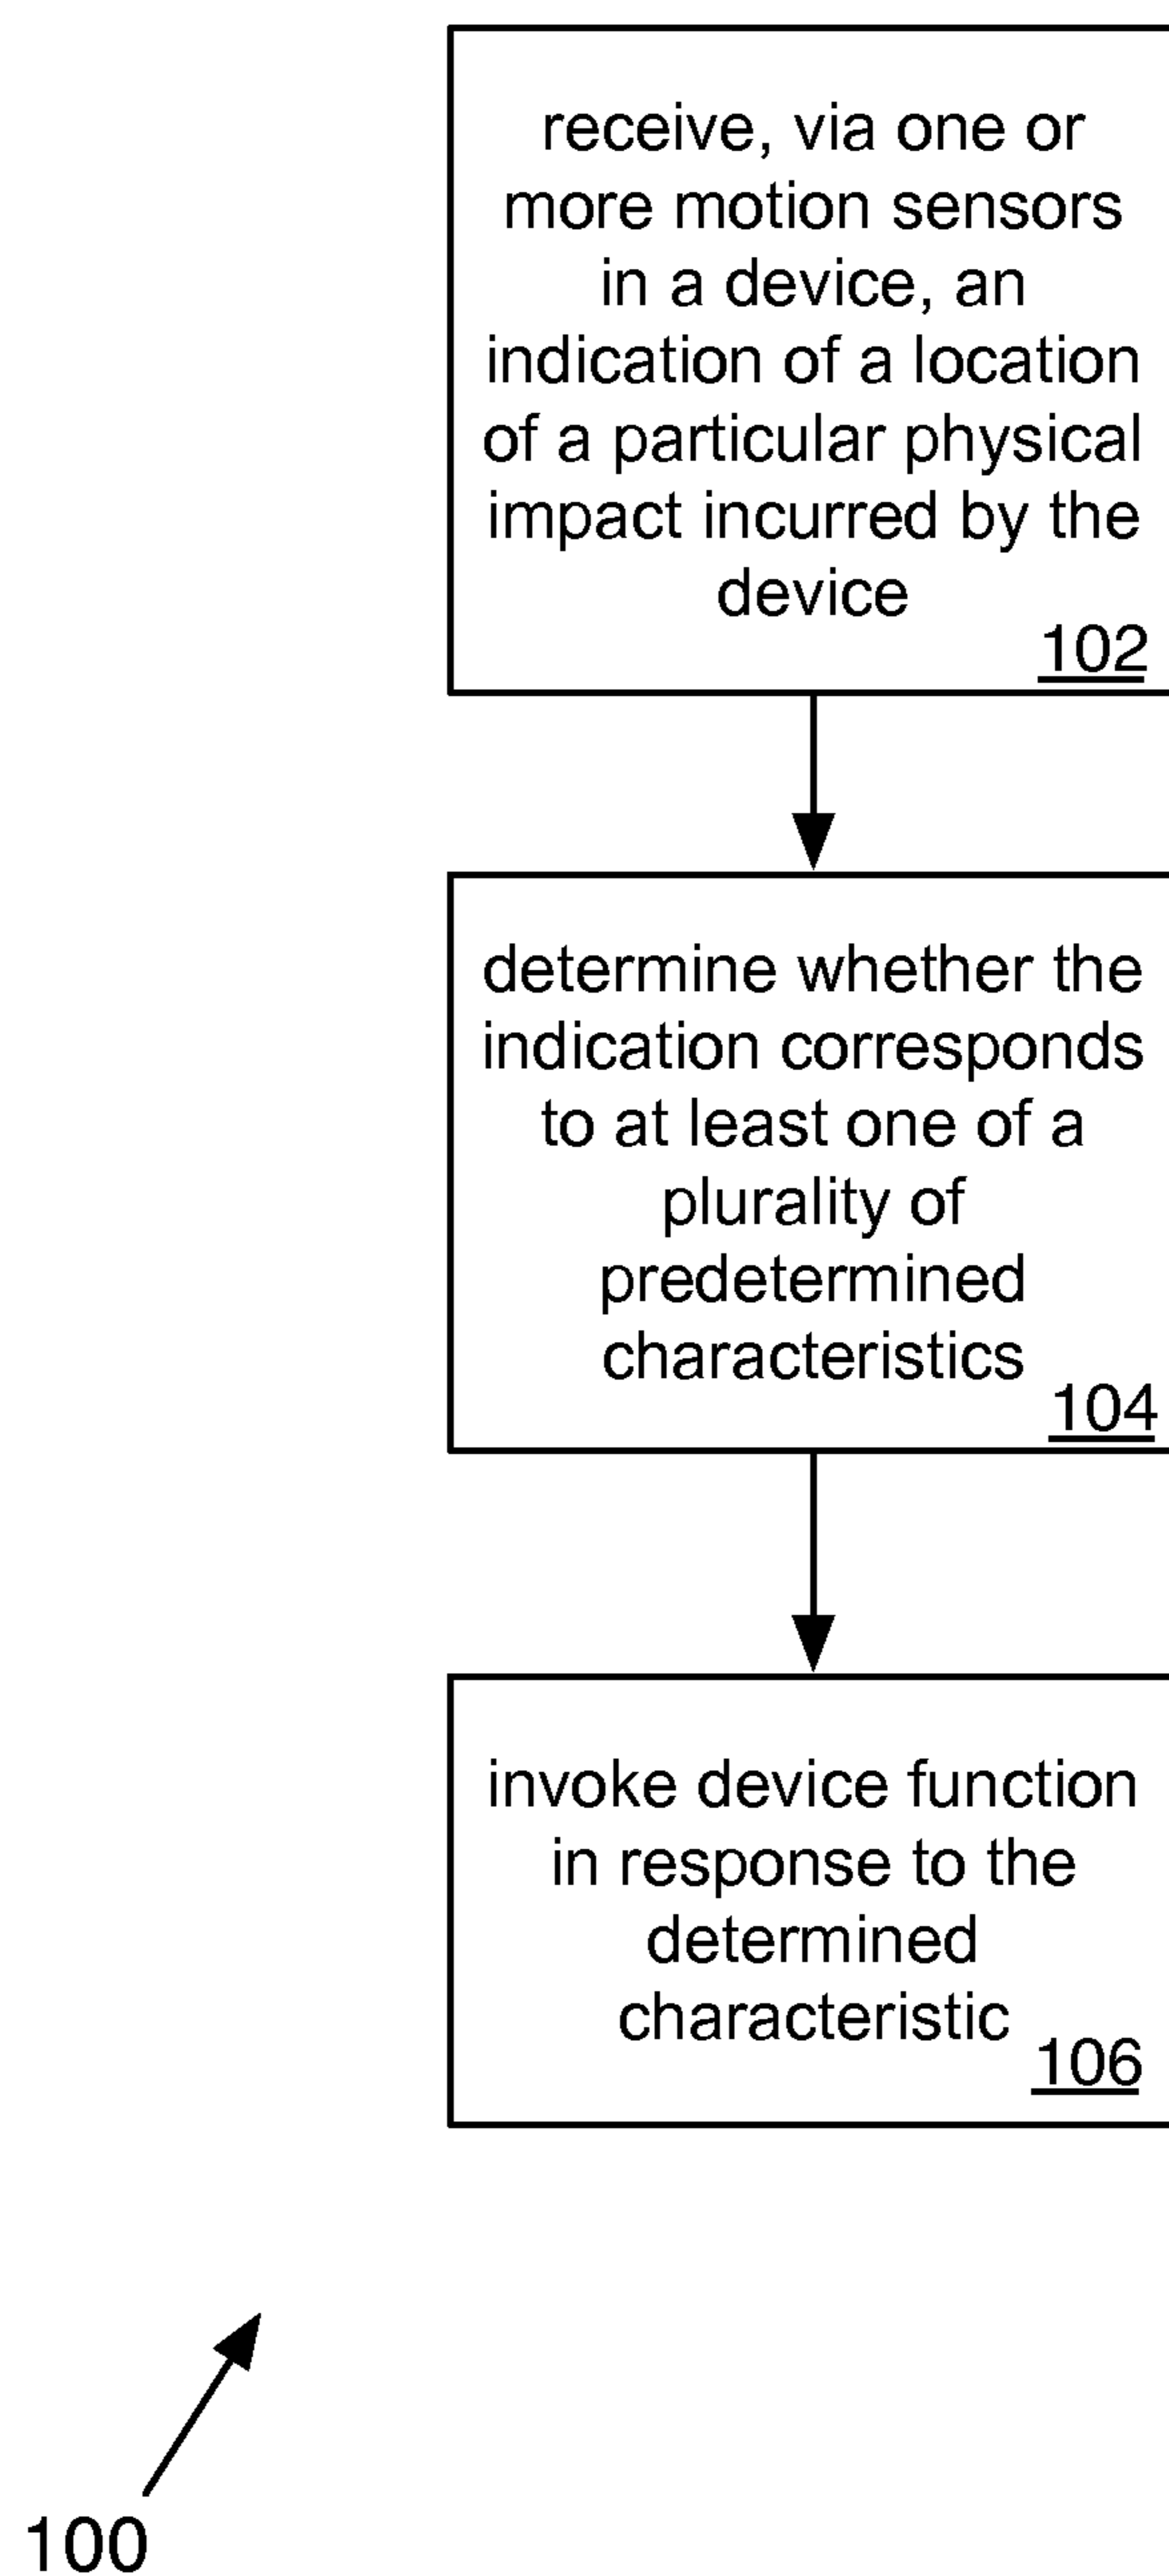 receive, via one or
more motion sensors
in a device, an
indication of a location
of a particular physical
impact incurred by the
device
102
determine whether the
indication corresponds
to at least one of a
plurality of
predetermined
characteristics
104
invoke device function
in response to the
determined
characteristic
106
100